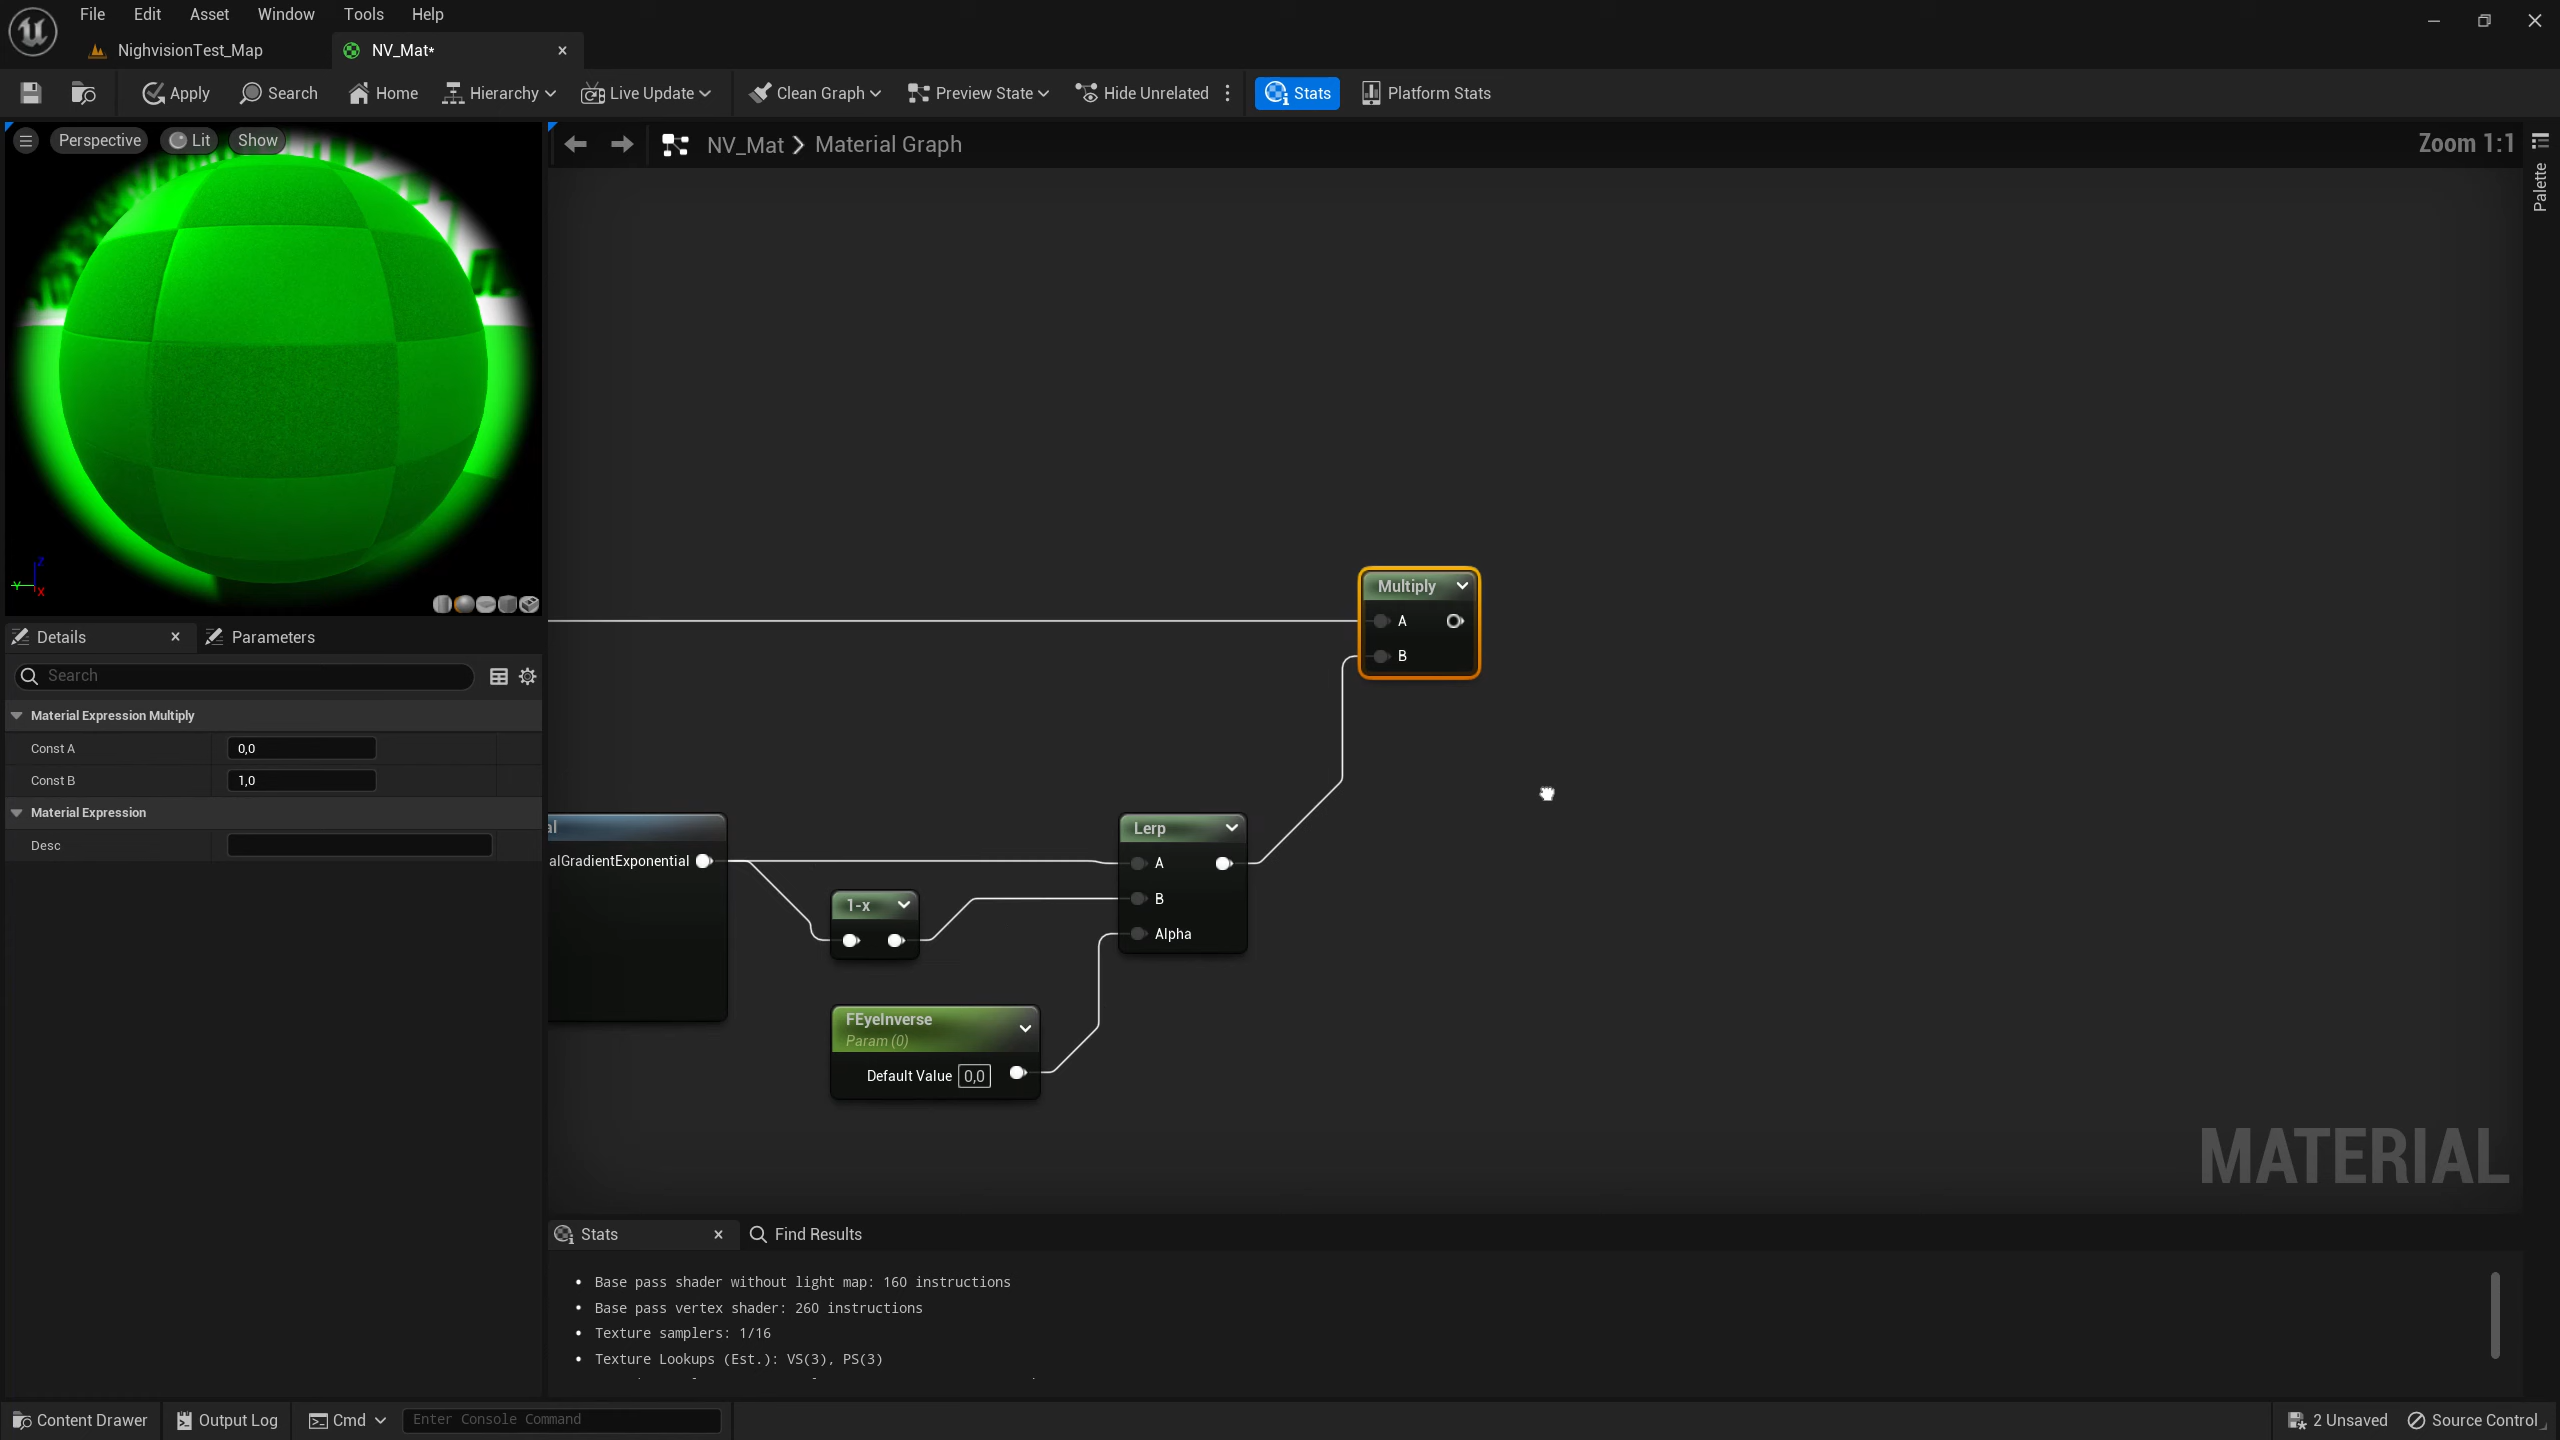 File Edit Asset Window Tools Help
NighvisionTest_Map NV_Mat*
Apply Search Home Hierarchy Live Update Clean Graph Preview State Hide Unrelated Stats Platform Stats
Perspective Lit Show
NV_Mat > Material Graph Zoom 1:1
Palette
Z
Y
X
Multiply
A
B
Details Parameters
Search
Material Expression Multiply
Const A 0,0
Const B 1,0
Material Expression
Desc
al
alGradientExponential
1-x
Lerp
A
B
Alpha
FEyeInverse
Param (0)
Default Value 0,0
MATERIAL
Stats Find Results
• Base pass shader without light map: 160 instructions
• Base pass vertex shader: 260 instructions
• Texture samplers: 1/16
• Texture Lookups (Est.): VS(3), PS(3)
Content Drawer Output Log Cmd Enter Console Command 2 Unsaved Source Control